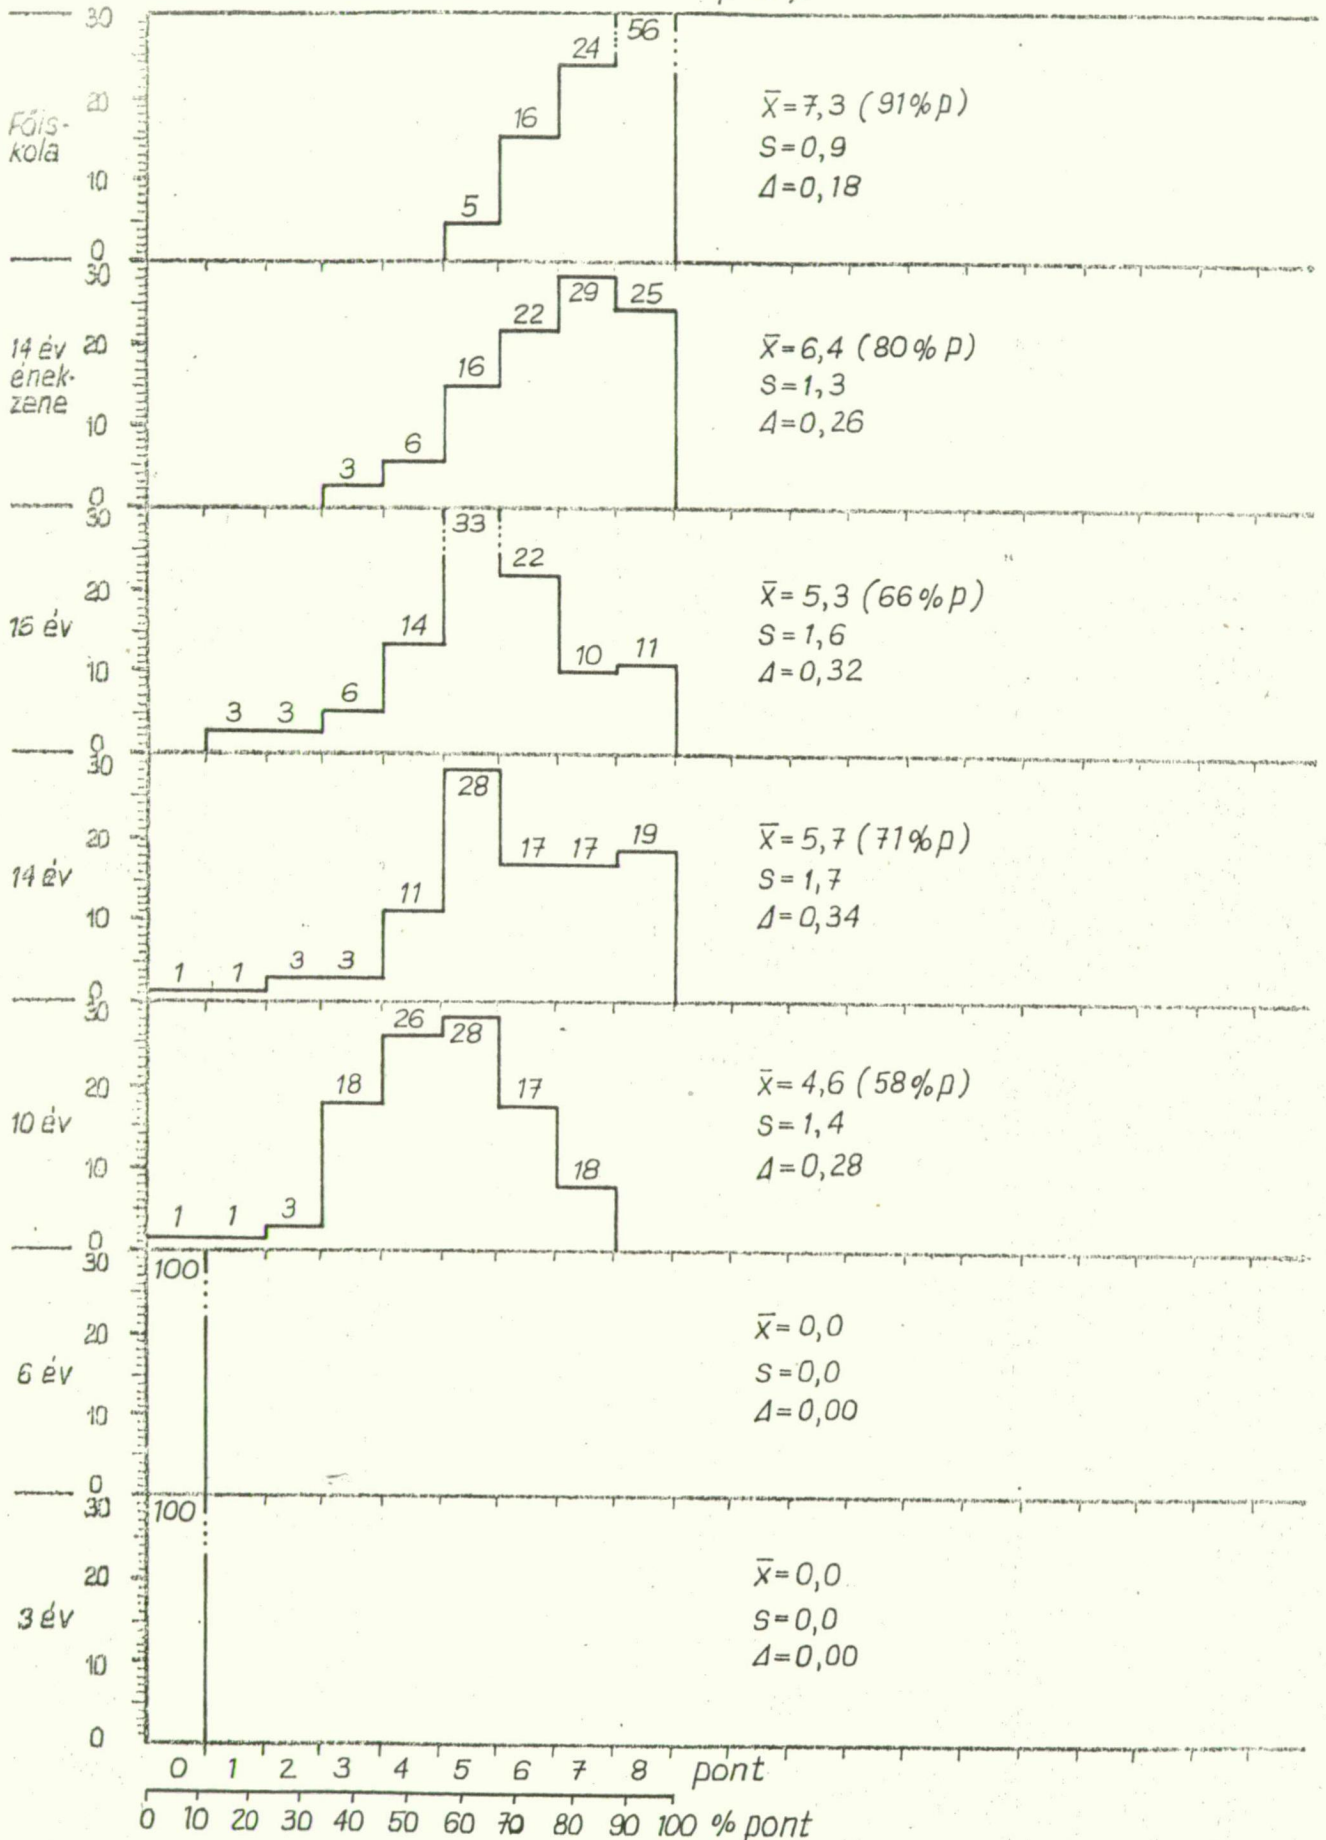 30
56
24
20
Főis-
kola
16
x̄=7,3 (91%p)
S=0,9
10
Δ=0,18
5
0
30
29
25
22
14 év
ének-
zene
20
16
x̄=6,4 (80%p)
S=1,3
10
Δ=0,26
6
3
0
30
33
22
20
16 év
14
x̄=5,3 (66%p)
S=1,6
10
10
11
Δ=0,32
6
3 3
0
30
28
20
17 17
19
14 év
11
x̄=5,7 (71%p)
S=1,7
10
Δ=0,34
1 1 3 3
0
30
26
28
20
18
17
10 év
x̄=4,6 (58%p)
S=1,4
10
18
Δ=0,28
1 1 3
0
30
100
20
6 év
x̄=0,0
S=0,0
10
Δ=0,00
0
30
100
20
3 év
x̄=0,0
S=0,0
10
Δ=0,00
0
0 1 2 3 4 5 6 7 8 pont
0 10 20 30 40 50 60 70 80 90 100 % pont